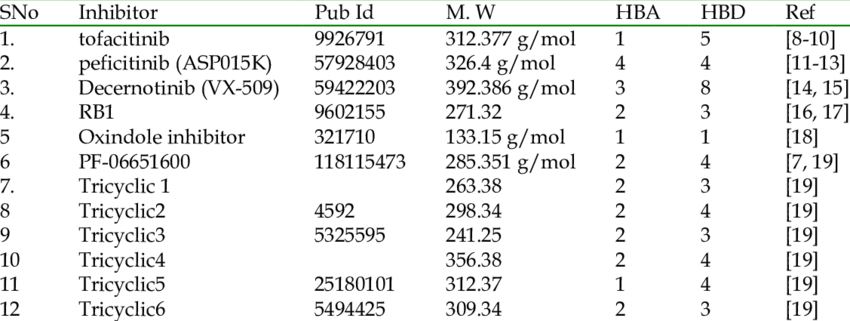 SNo Inhibitor Pub Id M. W HBA HBD Ref
1. tofacitinib 9926791 312.377 g/mol 1 5 [8-10]
2. peficitinib (ASP015K) 57928403 326.4 g/mol 4 4 [11-13]
3. Decernotinib (VX-509) 59422203 392.386 g/mol 3 8 [14, 15]
4. RB1 9602155 271.32 2 3 [16, 17]
5 Oxindole inhibitor 321710 133.15 g/mol 1 1 [18]
6 PF-06651600 118115473 285.351 g/mol 2 4 [7, 19]
7. Tricyclic 1 263.38 2 3 [19]
8 Tricyclic2 4592 298.34 2 4 [19]
9 Tricyclic3 5325595 241.25 2 3 [19]
10 Tricyclic4 356.38 2 4 [19]
11 Tricyclic5 25180101 312.37 1 4 [19]
12 Tricyclic6 5494425 309.34 2 3 [19]